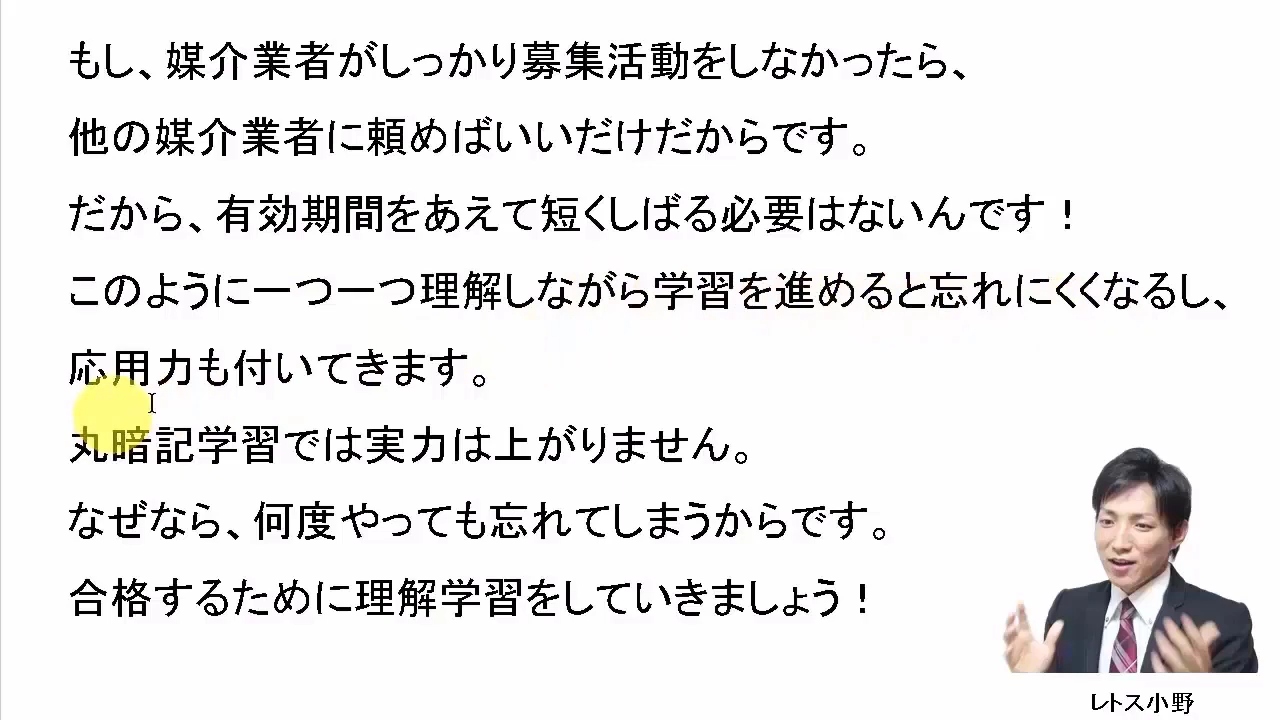 もし、媒介業者がしっかり募集活動をしなかったら、
他の媒介業者に頼めばいいだけだからです。
だから、有効期間をあえて短くしばる必要はないんです！
このように一つ一つ理解しながら学習を進めると忘れにくくなるし、
応用力も付いてきます。
丸暗記学習では実力は上がりません。
なぜなら、何度やっても忘れてしまうからです。
合格するために理解学習をしていきましょう！
レトス小野